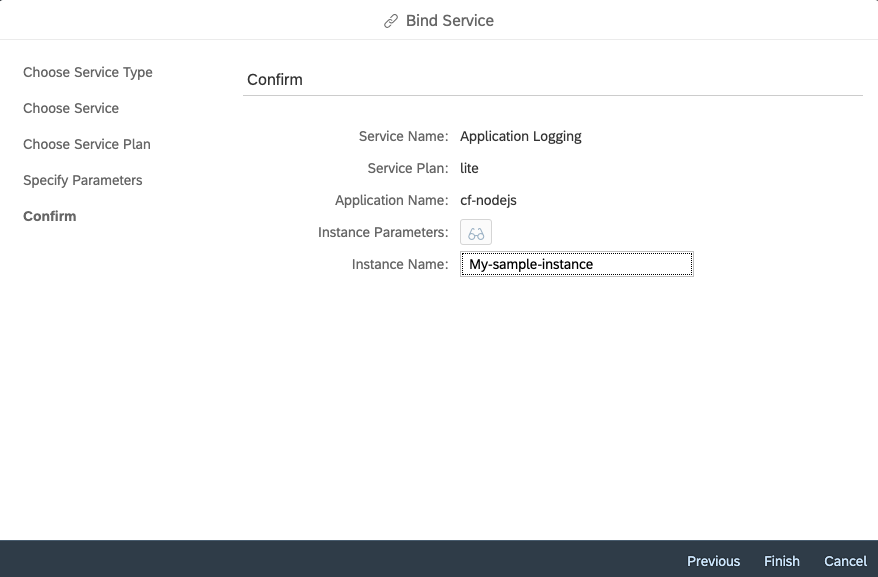 Bind Service
Choose Service Type
Choose Service
Choose Service Plan
Specify Parameters
Confirm
Confirm
Service Name: Application Logging
Service Plan: lite
Application Name: cf-nodejs
Instance Parameters:
Instance Name: My-sample-instance
Previous Finish Cancel